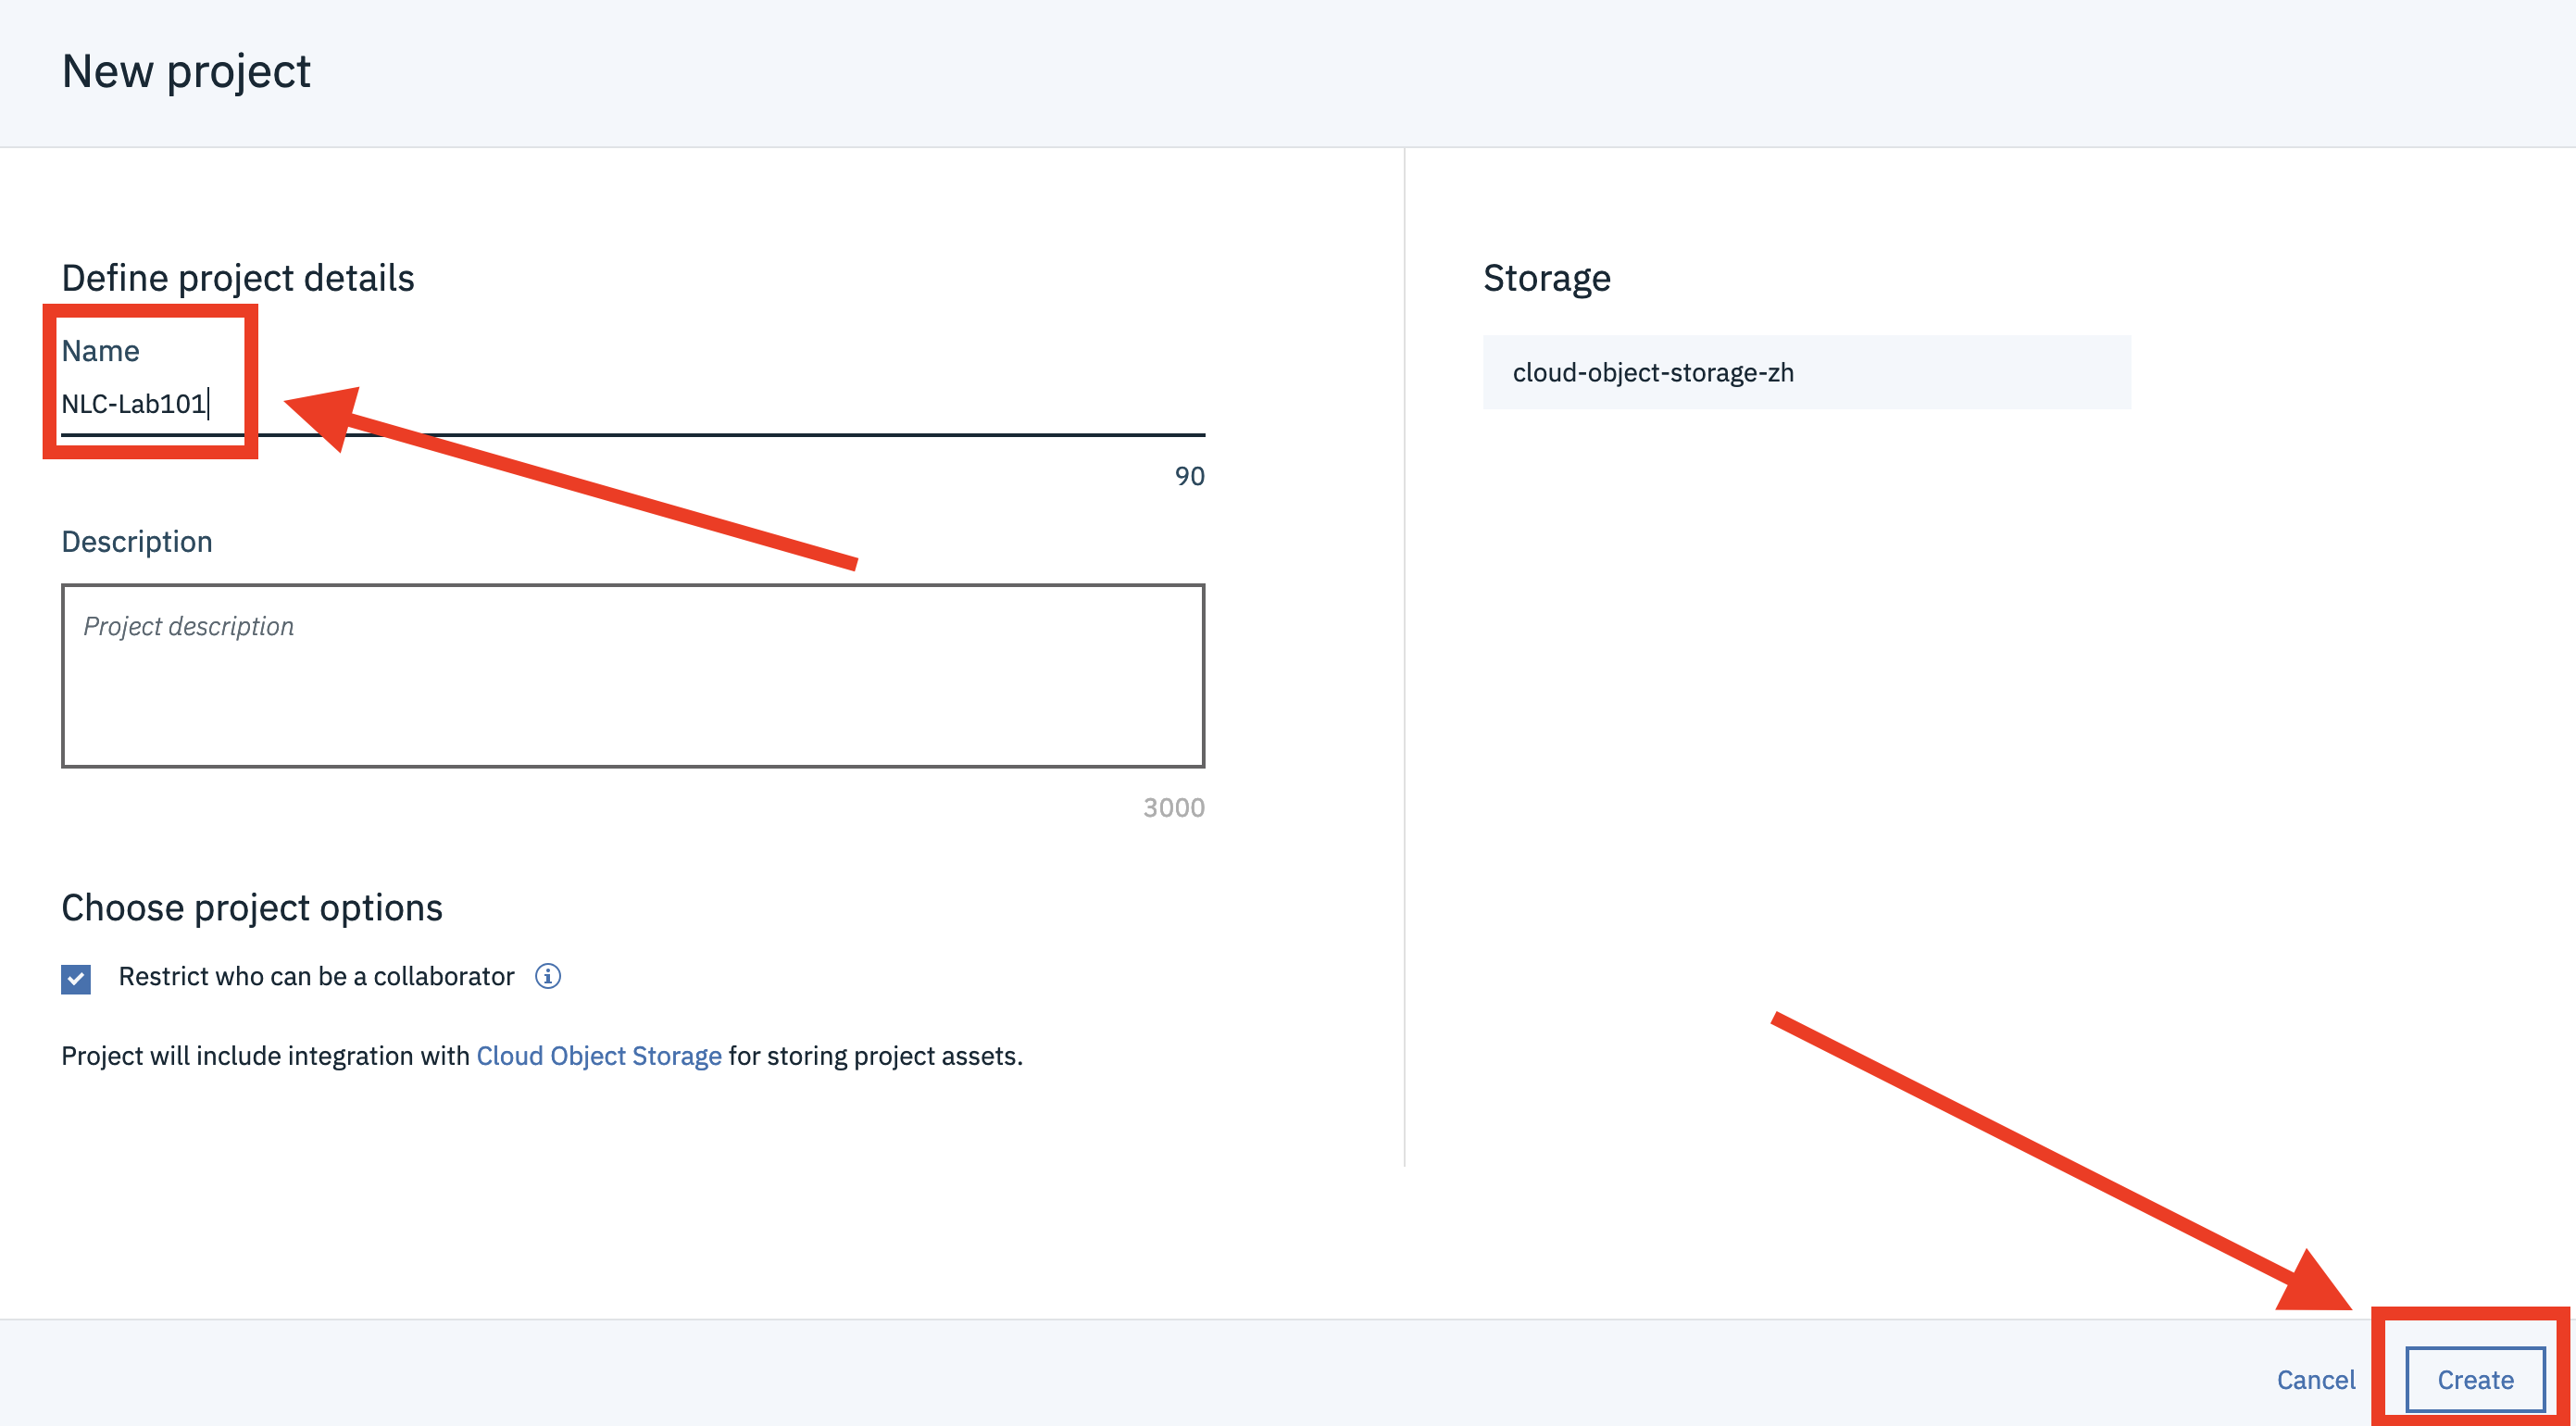 New project
Define project details
Name
NLC-Lab101
90
Description
Project description
3000
Choose project options
Restrict who can be a collaborator
Project will include integration with Cloud Object Storage for storing project assets.
Storage
cloud-object-storage-zh
Cancel
Create